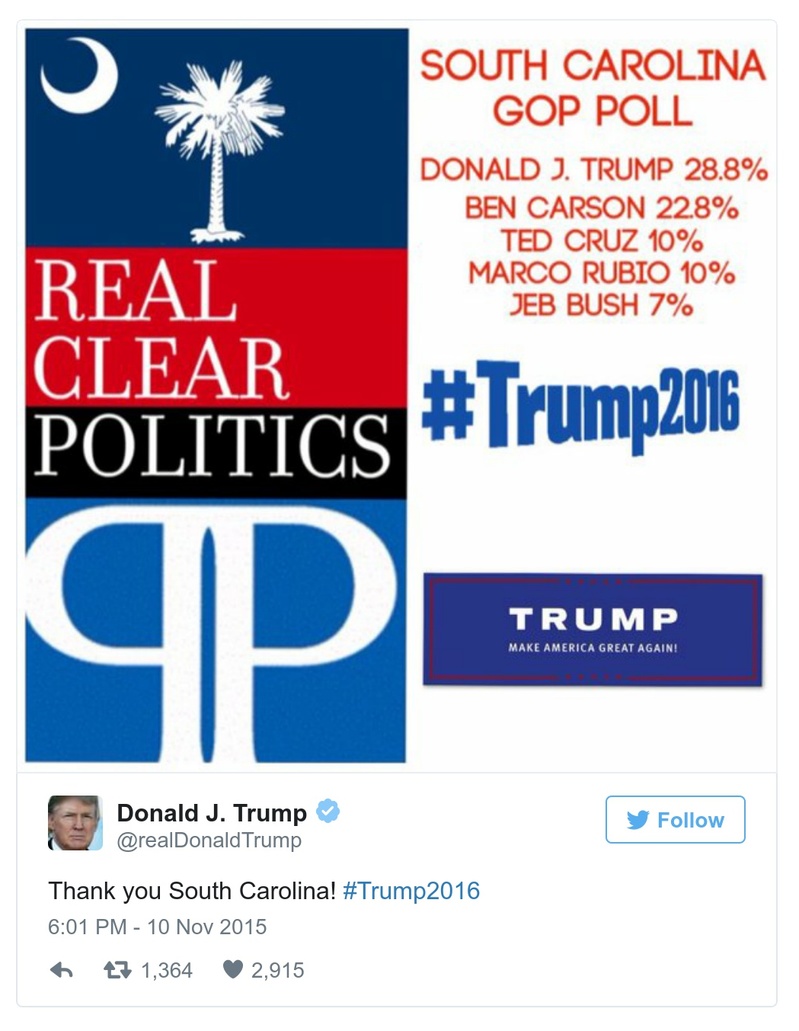 REAL
CLEAR
POLITICS
SOUTH CAROLINA
GOP POLL
DONALD J. TRUMP 28.8%
BEN CARSON 22.8%
TED CRUZ 10%
MARCO RUBIO 10%
JEB BUSH 7%
#Trump2016
TRUMP
MAKE AMERICA GREAT AGAIN!
Donald J. Trump
@realDonaldTrump
Follow
Thank you South Carolina! #Trump2016
6:01 PM - 10 Nov 2015
1,364 2,915